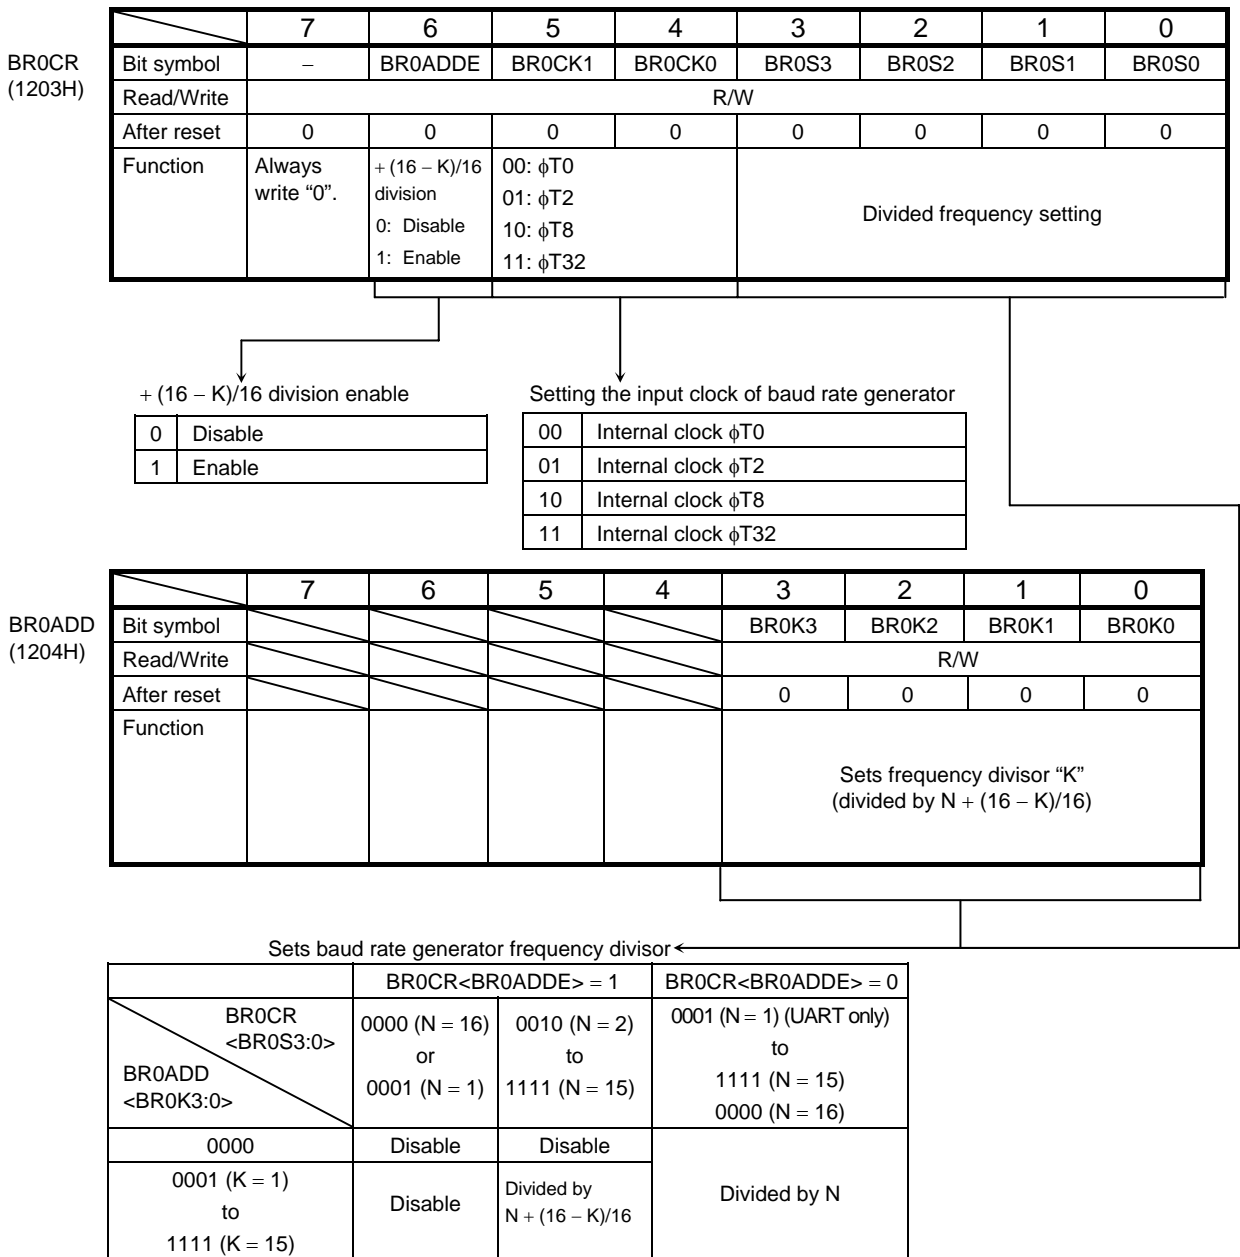 7 6 5 4 3 2 1 0
BR0CR
(1203H)
Bit symbol − BR0ADDE BR0CK1 BR0CK0 BR0S3 BR0S2 BR0S1 BR0S0
Read/Write R/W
After reset 0 0 0 0 0 0 0 0
Function
Always
write “0”.
+ (16 − K)/16
division
0: Disable
1: Enable
00: ϕT0
01: ϕT2
10: ϕT8
11: ϕT32
Divided frequency setting
+ (16 − K)/16 division enable
0 Disable
1 Enable
Setting the input clock of baud rate generator
00 Internal clock ϕT0
01 Internal clock ϕT2
10 Internal clock ϕT8
11 Internal clock ϕT32
7 6 5 4 3 2 1 0
BR0ADD
(1204H)
Bit symbol BR0K3 BR0K2 BR0K1 BR0K0
Read/Write R/W
After reset 0 0 0 0
Function
Sets frequency divisor “K”
(divided by N + (16 − K)/16)
Sets baud rate generator frequency divisor
BR0CR<BR0ADDE> = 1 BR0CR<BR0ADDE> = 0
BR0CR
<BR0S3:0>
BR0ADD
<BR0K3:0>
0000 (N = 16)
or
0001 (N = 1)
0010 (N = 2)
to
1111 (N = 15)
0001 (N = 1) (UART only)
to
1111 (N = 15)
0000 (N = 16)
0000 Disable Disable
0001 (K = 1)
to
1111 (K = 15)
Disable
Divided by
N + (16 − K)/16
Divided by N